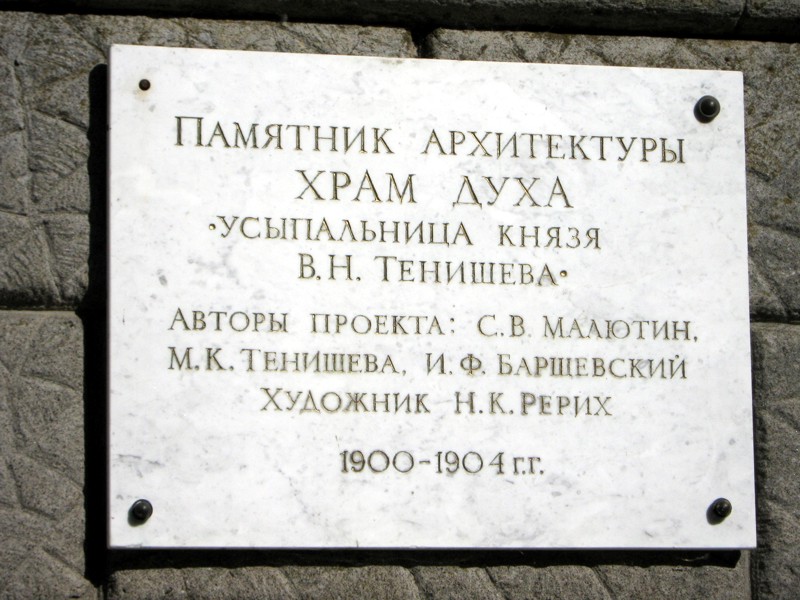 ПАМЯТНИК АРХИТЕКТУРЫ
ХРАМ ДУХА
·УСЫПАЛЬНИЦА КНЯЗЯ
В.Н. ТЕНИШЕВА·
АВТОРЫ ПРОЕКТА: С.В. МАЛЮТИН,
М.К. ТЕНИШЕВА, И.Ф. БАРЩЕВСКИЙ
ХУДОЖНИК Н.К. РЕРИХ
1900-1904 г.г.